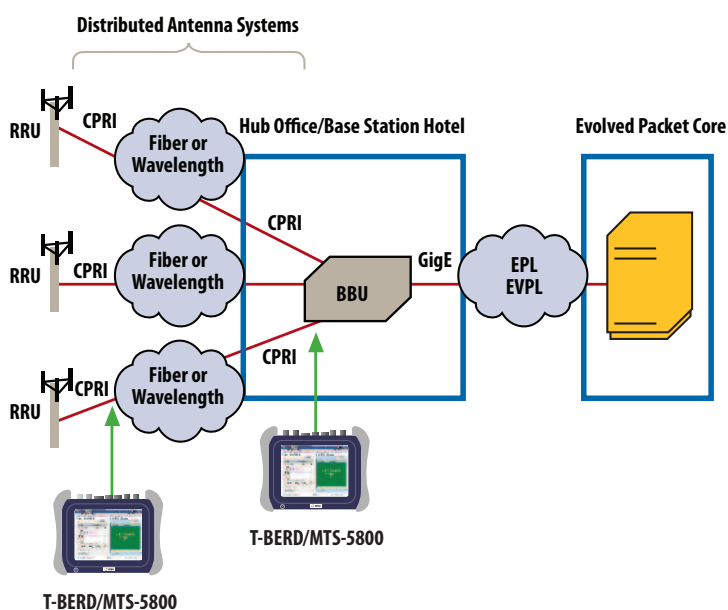 Distributed Antenna Systems
RRU
CPRI
Fiber or
Wavelength
Hub Office/Base Station Hotel
Evolved Packet Core
CPRI
RRU
CPRI
Fiber or
Wavelength
BBU
GigE
EPL
EVPL
CPRI
RRU
CPRI
Fiber or
Wavelength
T-BERD/MTS-5800
T-BERD/MTS-5800